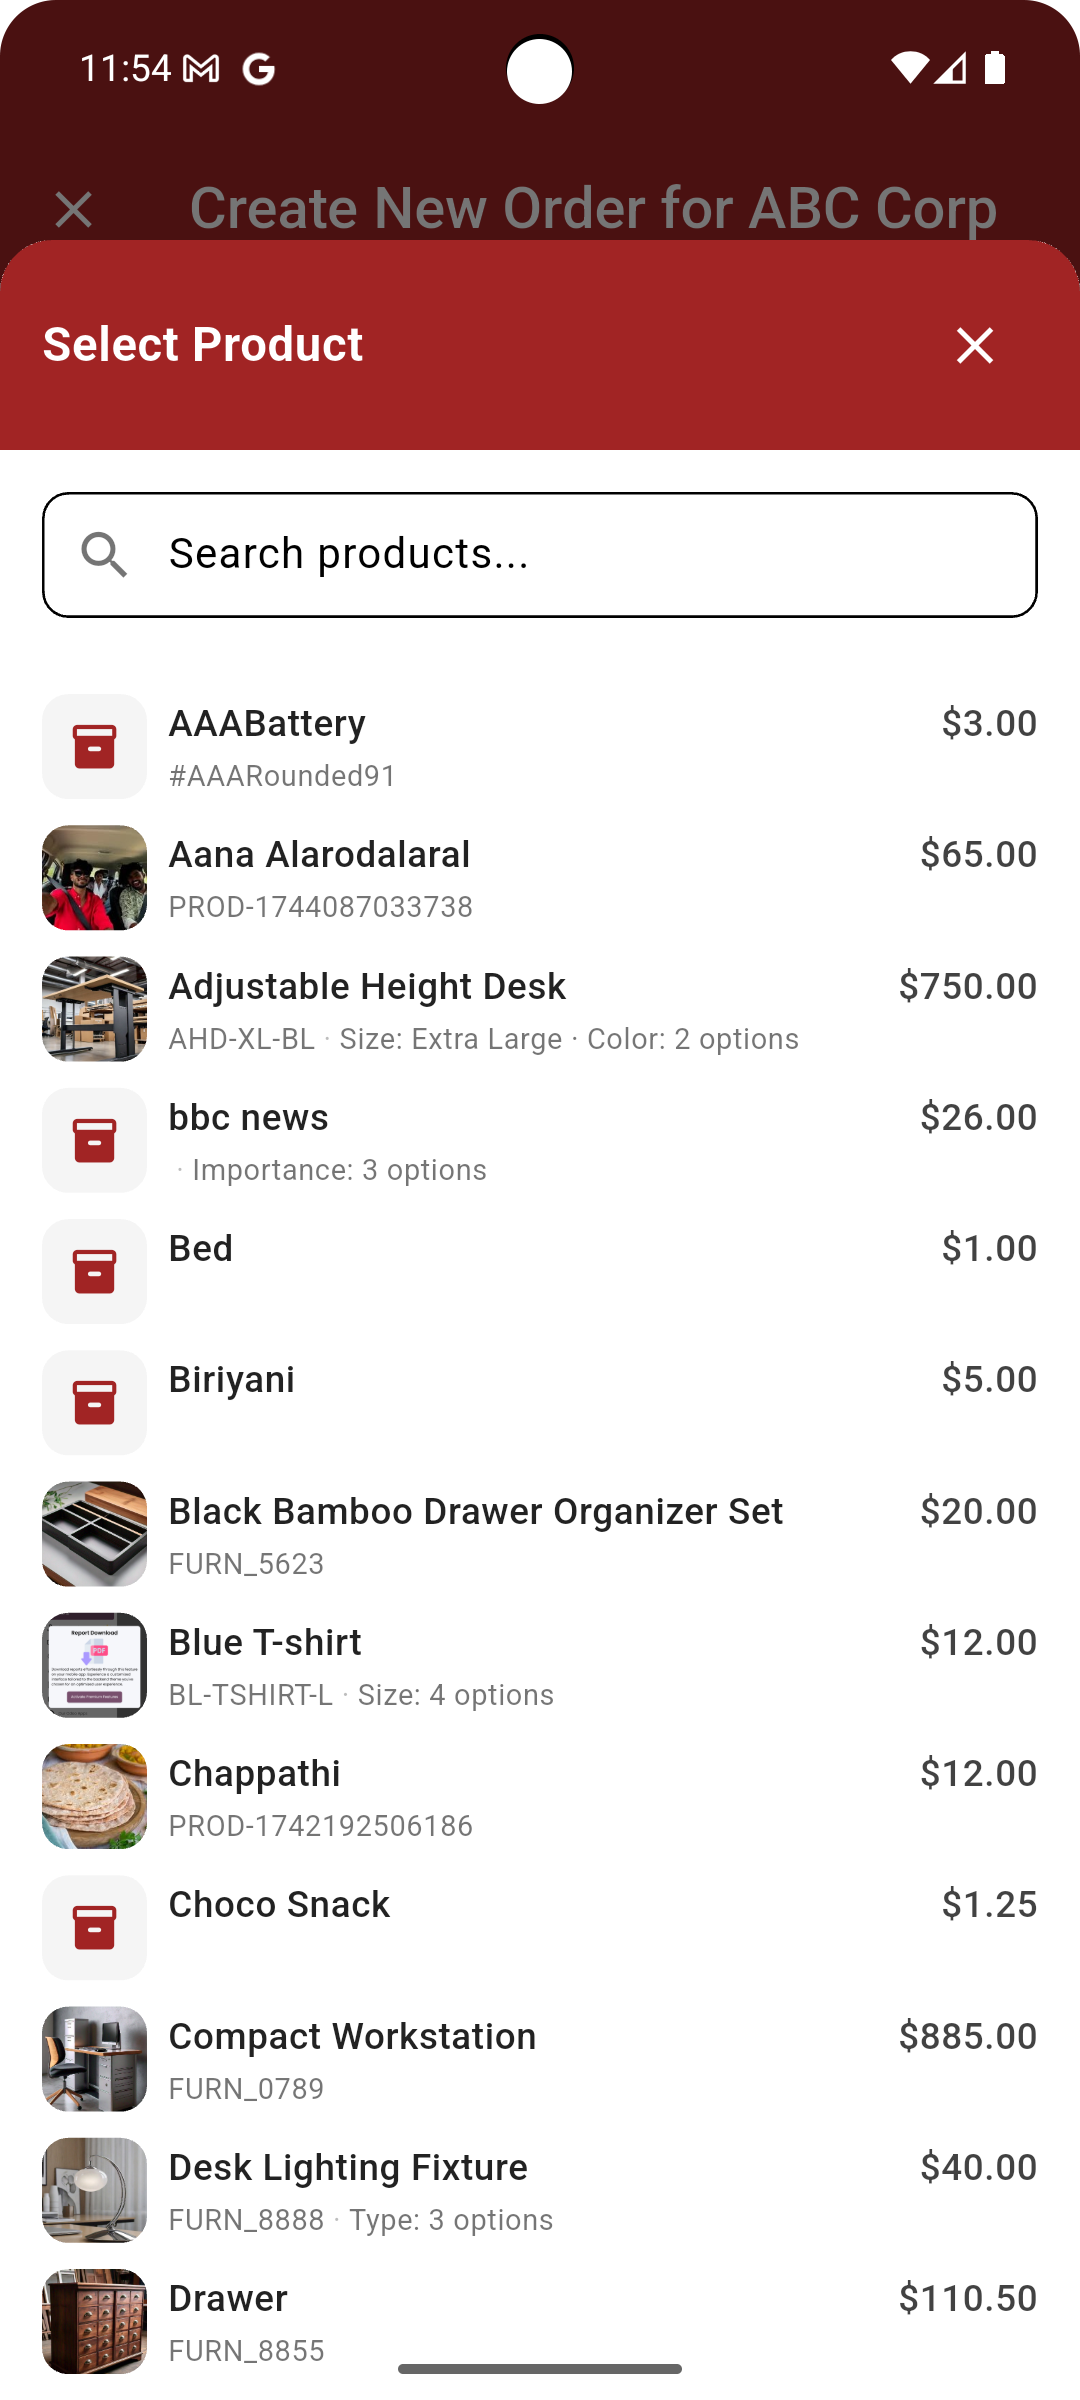 11:54
Create New Order for ABC Corp
Select Product
Search products...
AAABattery $3.00
#AAARounded91
Aana Alarodalaral $65.00
PROD-1744087033738
Adjustable Height Desk $750.00
AHD-XL-BL · Size: Extra Large · Color: 2 options
bbc news $26.00
· Importance: 3 options
Bed $1.00
Biriyani $5.00
Black Bamboo Drawer Organizer Set $20.00
FURN_5623
Report Download
PDF
Blue T-shirt $12.00
BL-TSHIRT-L · Size: 4 options
Chappathi $12.00
PROD-1742192506186
Choco Snack $1.25
Compact Workstation $885.00
FURN_0789
Desk Lighting Fixture $40.00
FURN_8888 · Type: 3 options
Drawer $110.50
FURN_8855